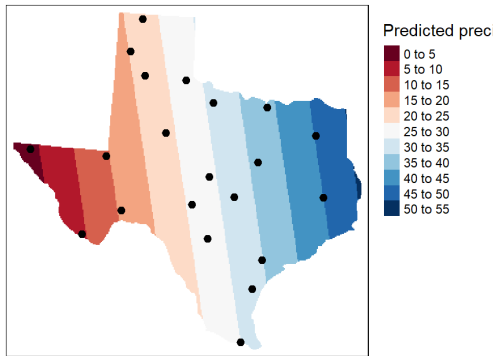 Predicted preci
0 to 5
5 to 10
10 to 15
15 to 20
20 to 25
25 to 30
30 to 35
35 to 40
40 to 45
45 to 50
50 to 55